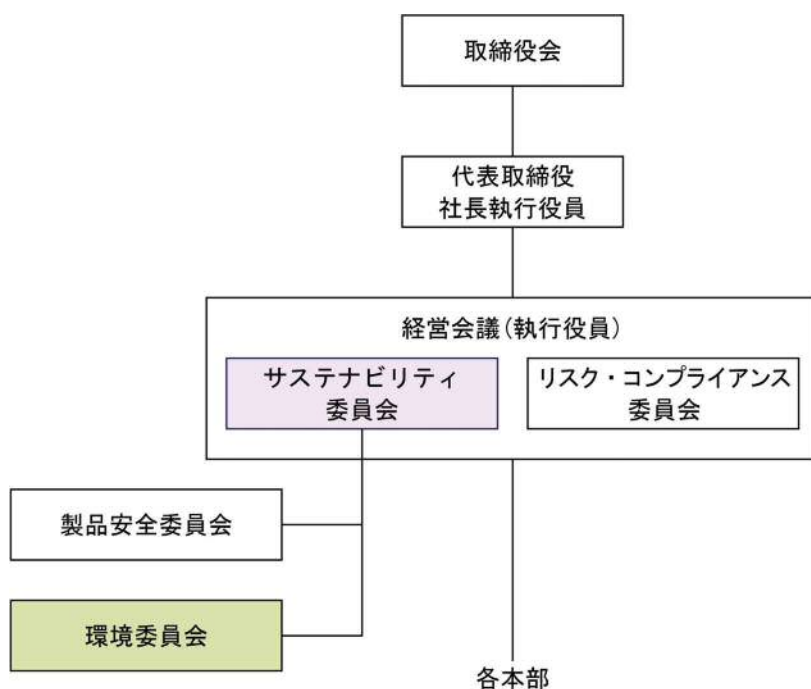 取締役会
代表取締役
社長執行役員
経営会議(執行役員)
サステナビリティ
委員会
リスク・コンプライアンス
委員会
製品安全委員会
環境委員会
各本部